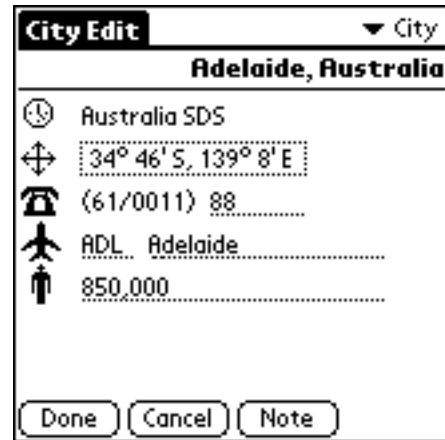 City Edit City
Adelaide, Australia
Australia SDS
34° 46' S, 139° 8' E
(61/0011) 88
ADL Adelaide
850,000
Done Cancel Note